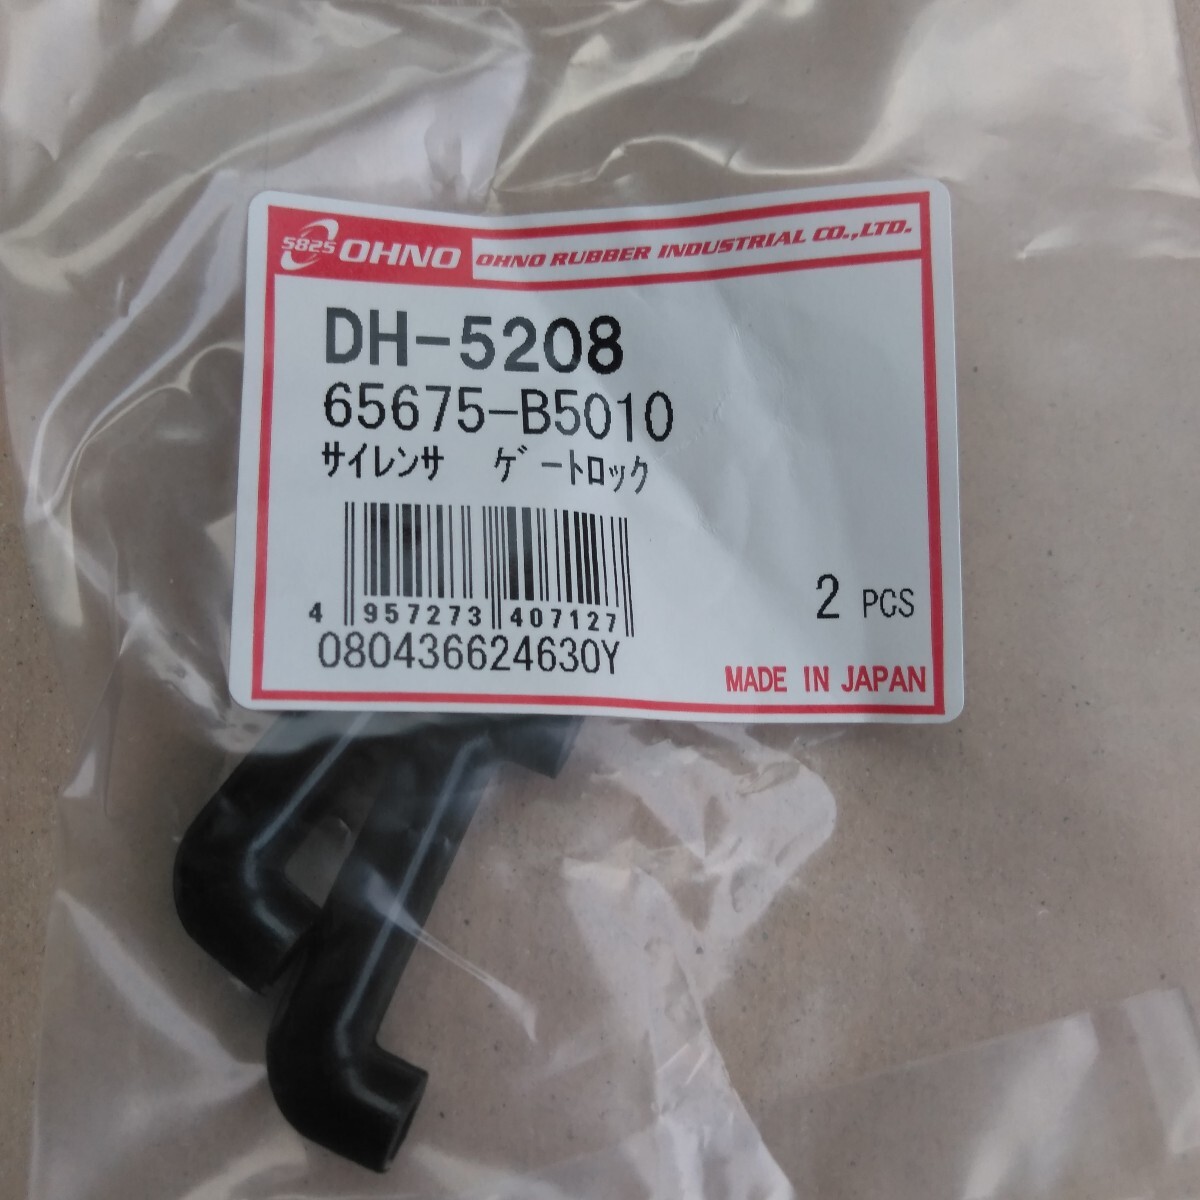 5825 OHNO OHNO RUBBER INDUSTRIAL CO.,LTD.
DH-5208
65675-B5010
ｻｲﾚﾝｻ ｹﾞｰﾄﾛｯｸ
4 957273 407127
2 PCS
080436624630Y
MADE IN JAPAN